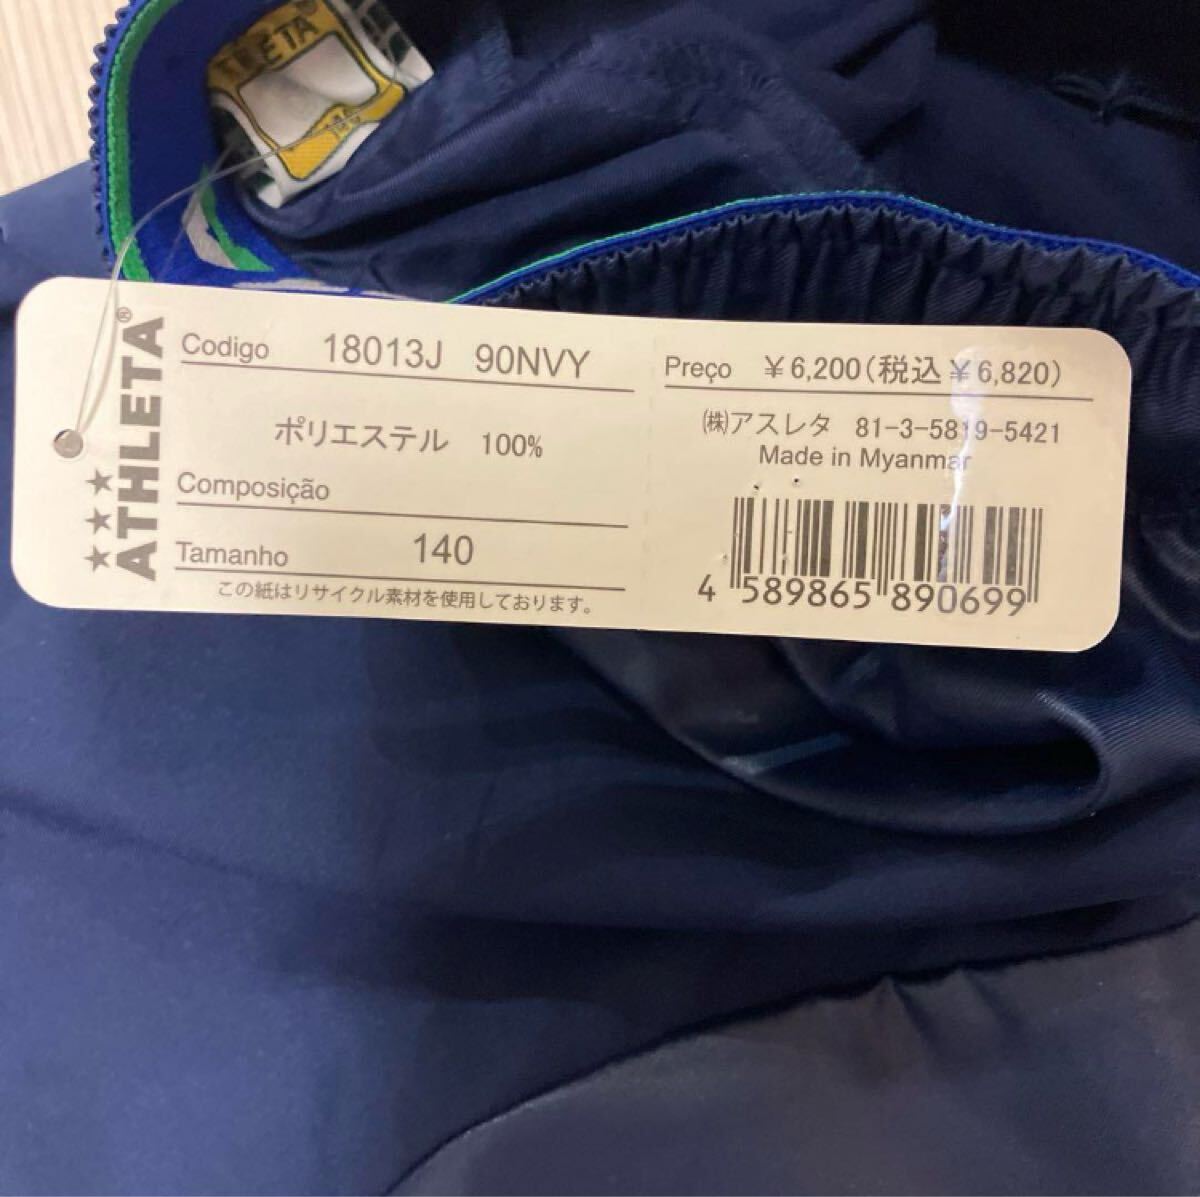 ATHLETA
146
ATHLETA®
Codigo 18013J 90NVY
ポリエステル 100%
Composição
Tamanho 140
この紙はリサイクル素材を使用しております。
Preço ¥6,200(税込¥6,820)
㈱アスレタ 81-3-5819-5421
Made in Myanmar
4 589865 890699